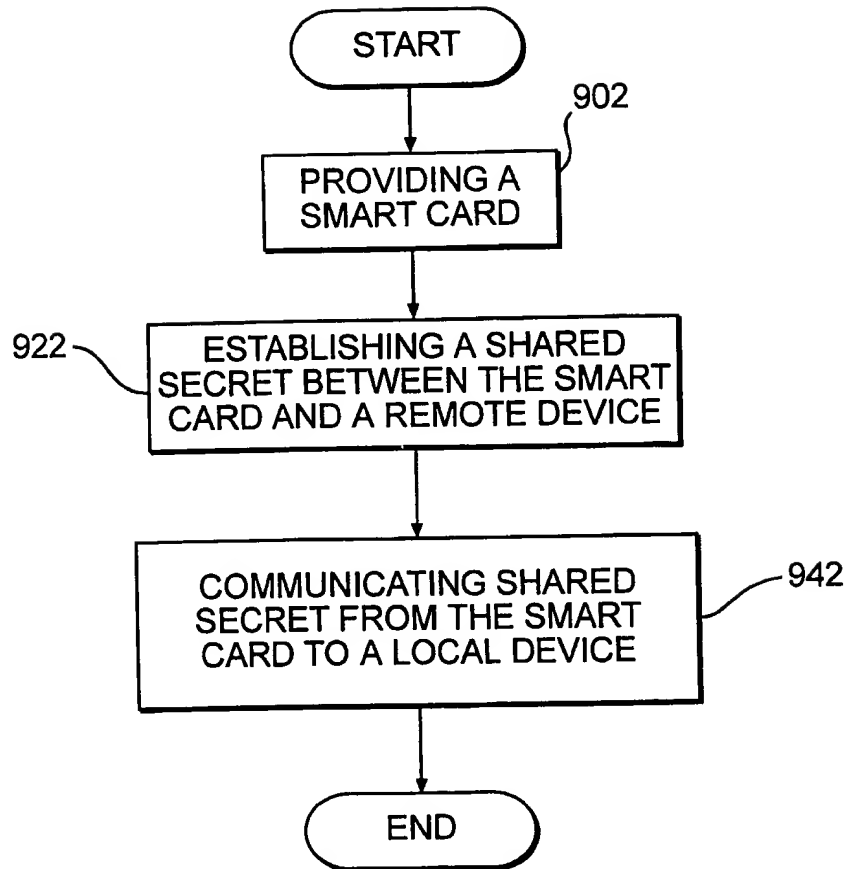 START
902
PROVIDING A
SMART CARD
922
ESTABLISHING A SHARED
SECRET BETWEEN THE SMART
CARD AND A REMOTE DEVICE
COMMUNICATING SHARED
SECRET FROM THE SMART
CARD TO A LOCAL DEVICE
942
END